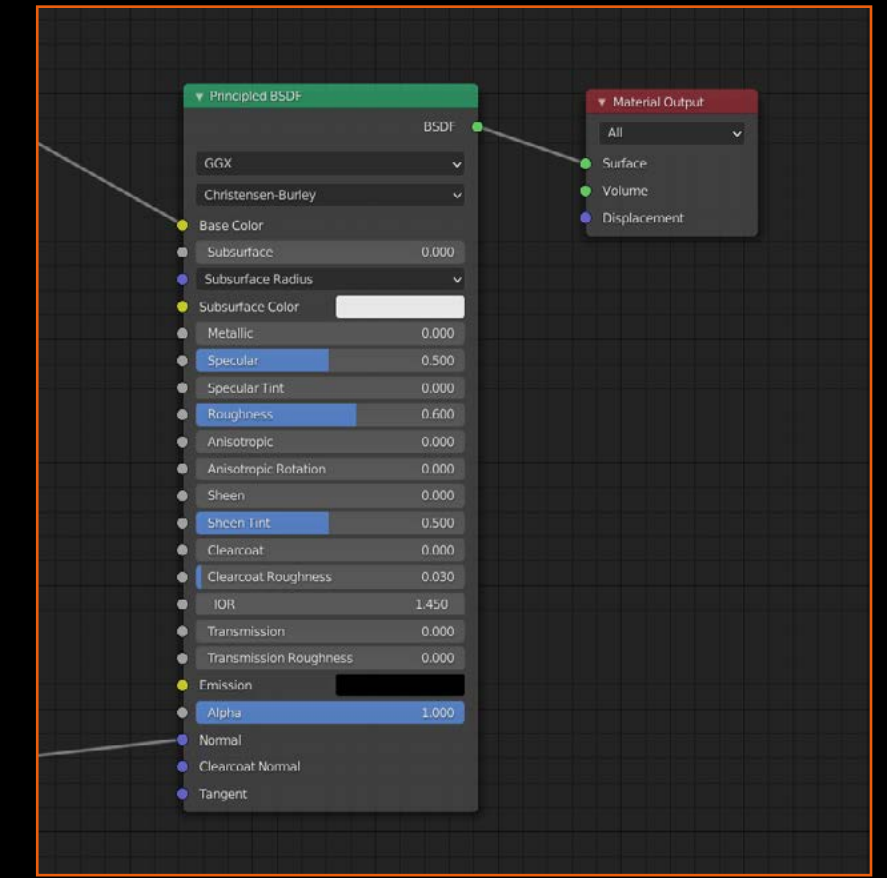 Principled BSDF
BSDF
GGX
Christensen-Burley
Base Color
Subsurface 0.000
Subsurface Radius
Subsurface Color
Metallic 0.000
Specular 0.500
Specular Tint 0.000
Roughness 0.600
Anisotropic 0.000
Anisotropic Rotation 0.000
Sheen 0.000
Sheen Tint 0.500
Clearcoat 0.000
Clearcoat Roughness 0.030
IOR 1.450
Transmission 0.000
Transmission Roughness 0.000
Emission
Alpha 1.000
Normal
Clearcoat Normal
Tangent
Material Output
All
Surface
Volume
Displacement